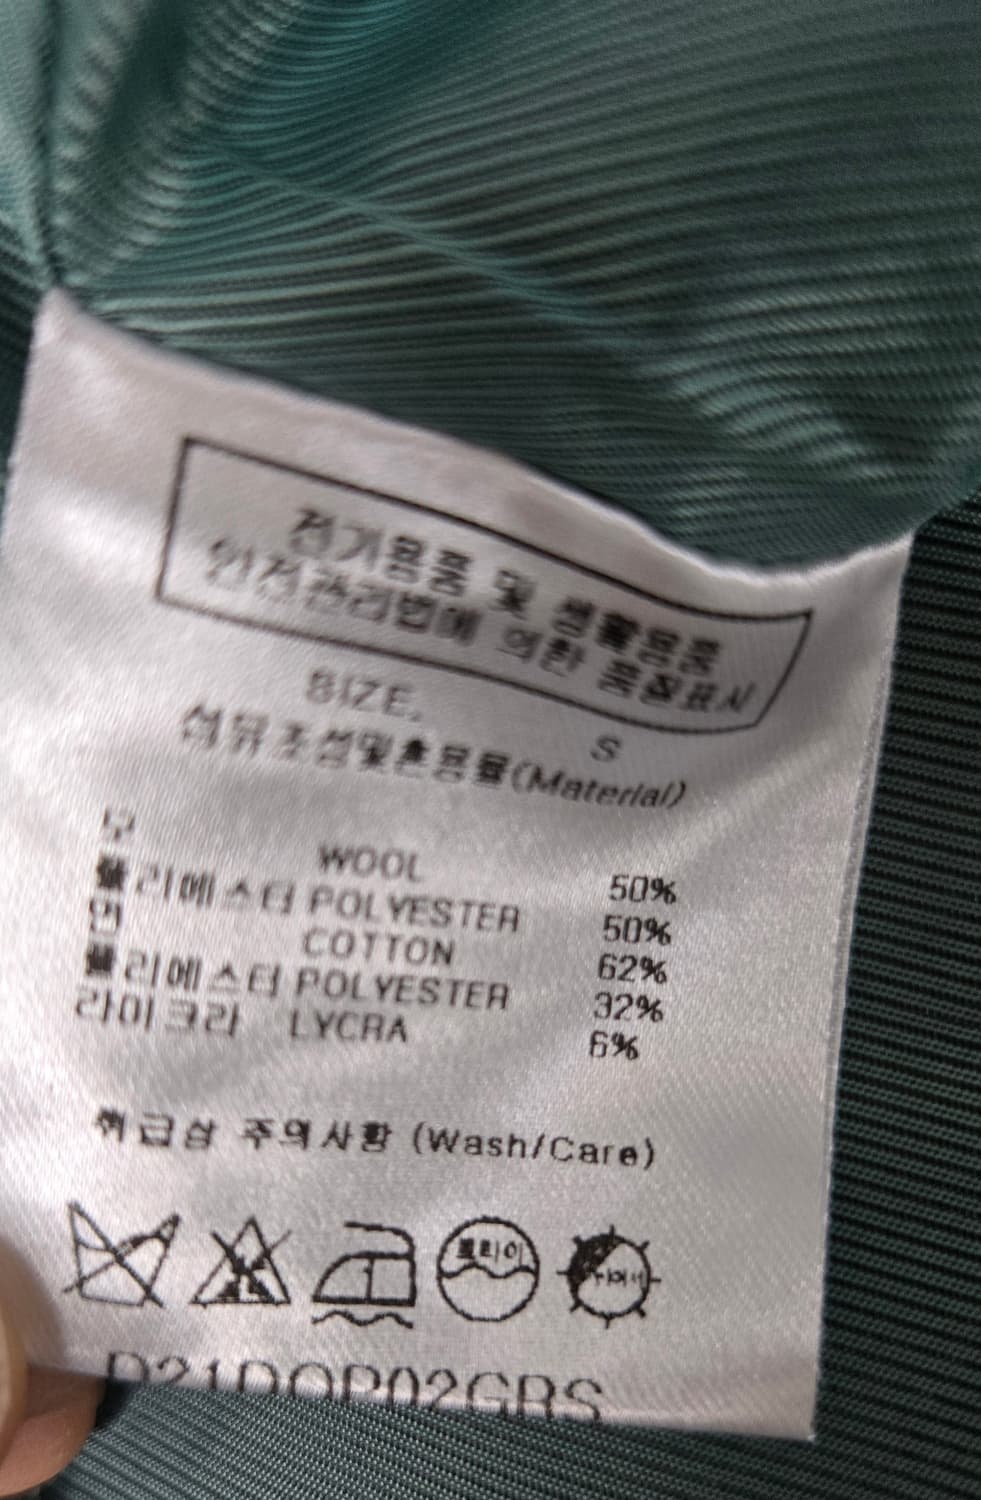 전기용품 및 생활용품
안전관리법에 의한 품질표시
SIZE. S
섬유조성및혼용률(Material)
모 WOOL 50%
폴리에스터 POLYESTER 50%
면 COTTON 62%
폴리에스터 POLYESTER 32%
라이크라 LYCRA 6%
취급상 주의사항 (Wash/Care)
드라이